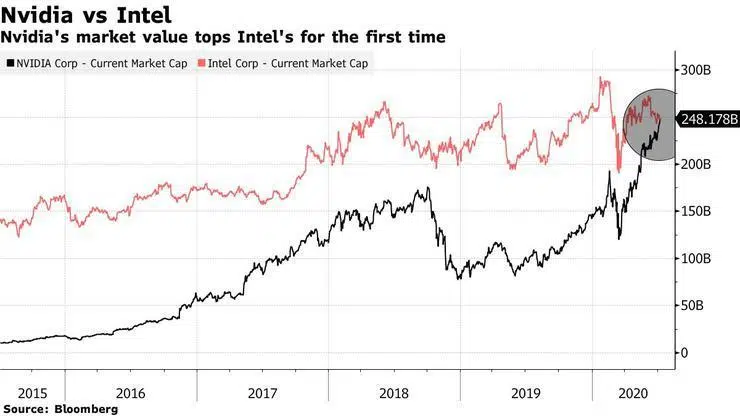 Nvidia vs Intel
Nvidia's market value tops Intel's for the first time
NVIDIA Corp - Current Market Cap Intel Corp - Current Market Cap
300B
248.178B
200B
150B
100B
50B
0
2015 2016 2017 2018 2019 2020
Source: Bloomberg